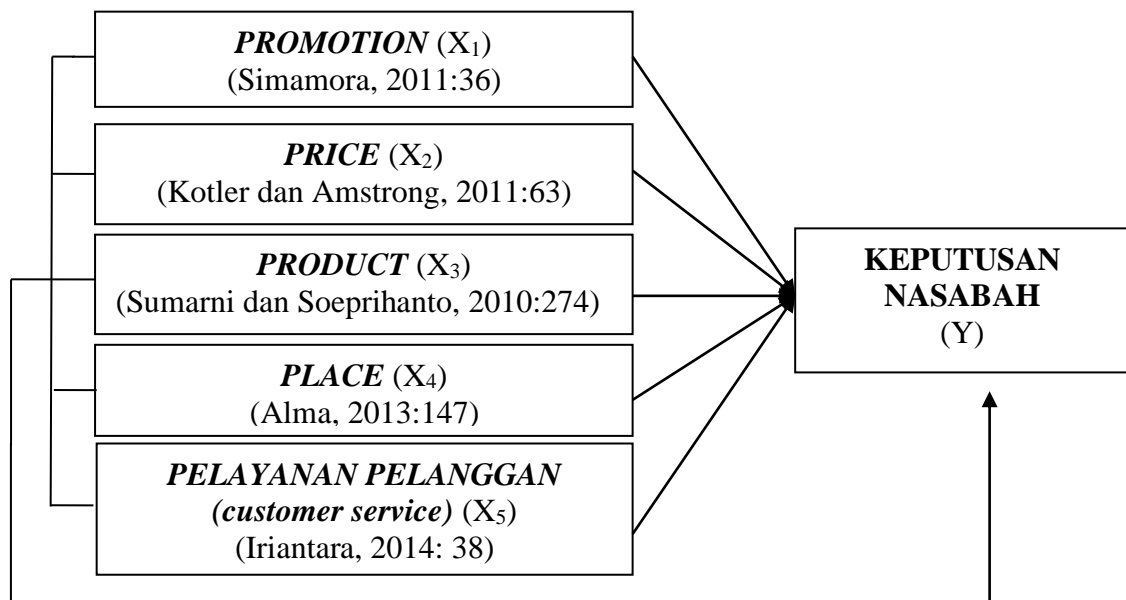 PROMOTION (X₁)
(Simamora, 2011:36)
PRICE (X₂)
(Kotler dan Amstrong, 2011:63)
PRODUCT (X₃)
(Sumarni dan Soeprihanto, 2010:274)
PLACE (X₄)
(Alma, 2013:147)
PELAYANAN PELANGGAN
(customer service) (X₅)
(Iriantara, 2014: 38)
KEPUTUSAN
NASABAH
(Y)